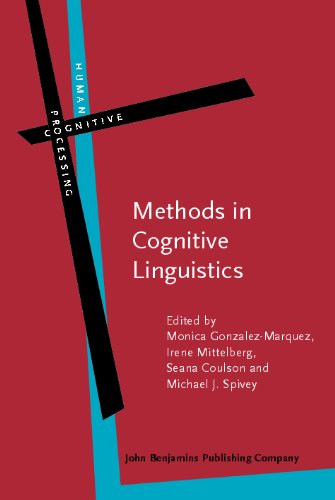 HUMAN
COGNITIVE
PROCESSING
Methods in
Cognitive
Linguistics
Edited by
Monica Gonzalez-Marquez,
Irene Mittelberg,
Seana Coulson and
Michael J. Spivey
John Benjamins Publishing Company